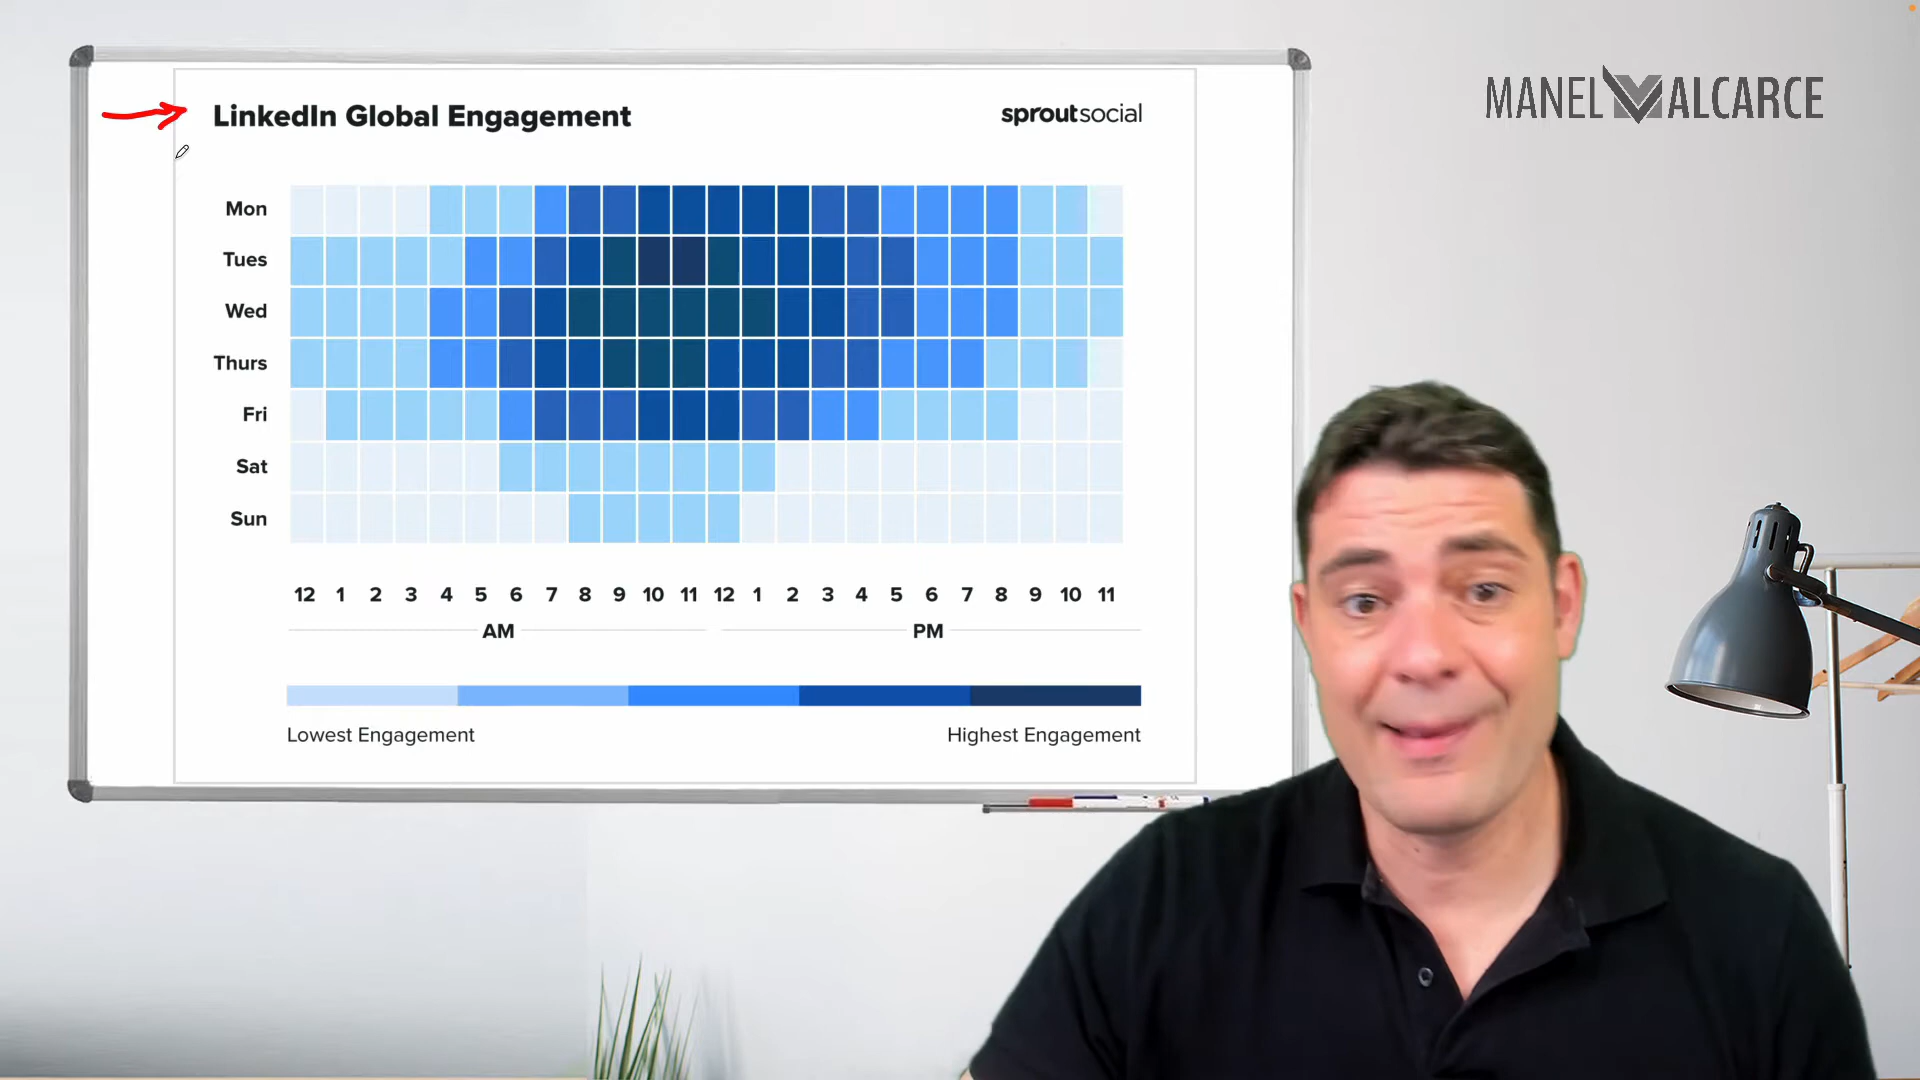 LinkedIn Global Engagement
sproutsocial
MANEL VALCARCE
Mon
Tues
Wed
Thurs
Fri
Sat
Sun
12 1 2 3 4 5 6 7 8 9 10 11 12 1 2 3 4 5 6 7 8 9 10 11
AM PM
Lowest Engagement Highest Engagement